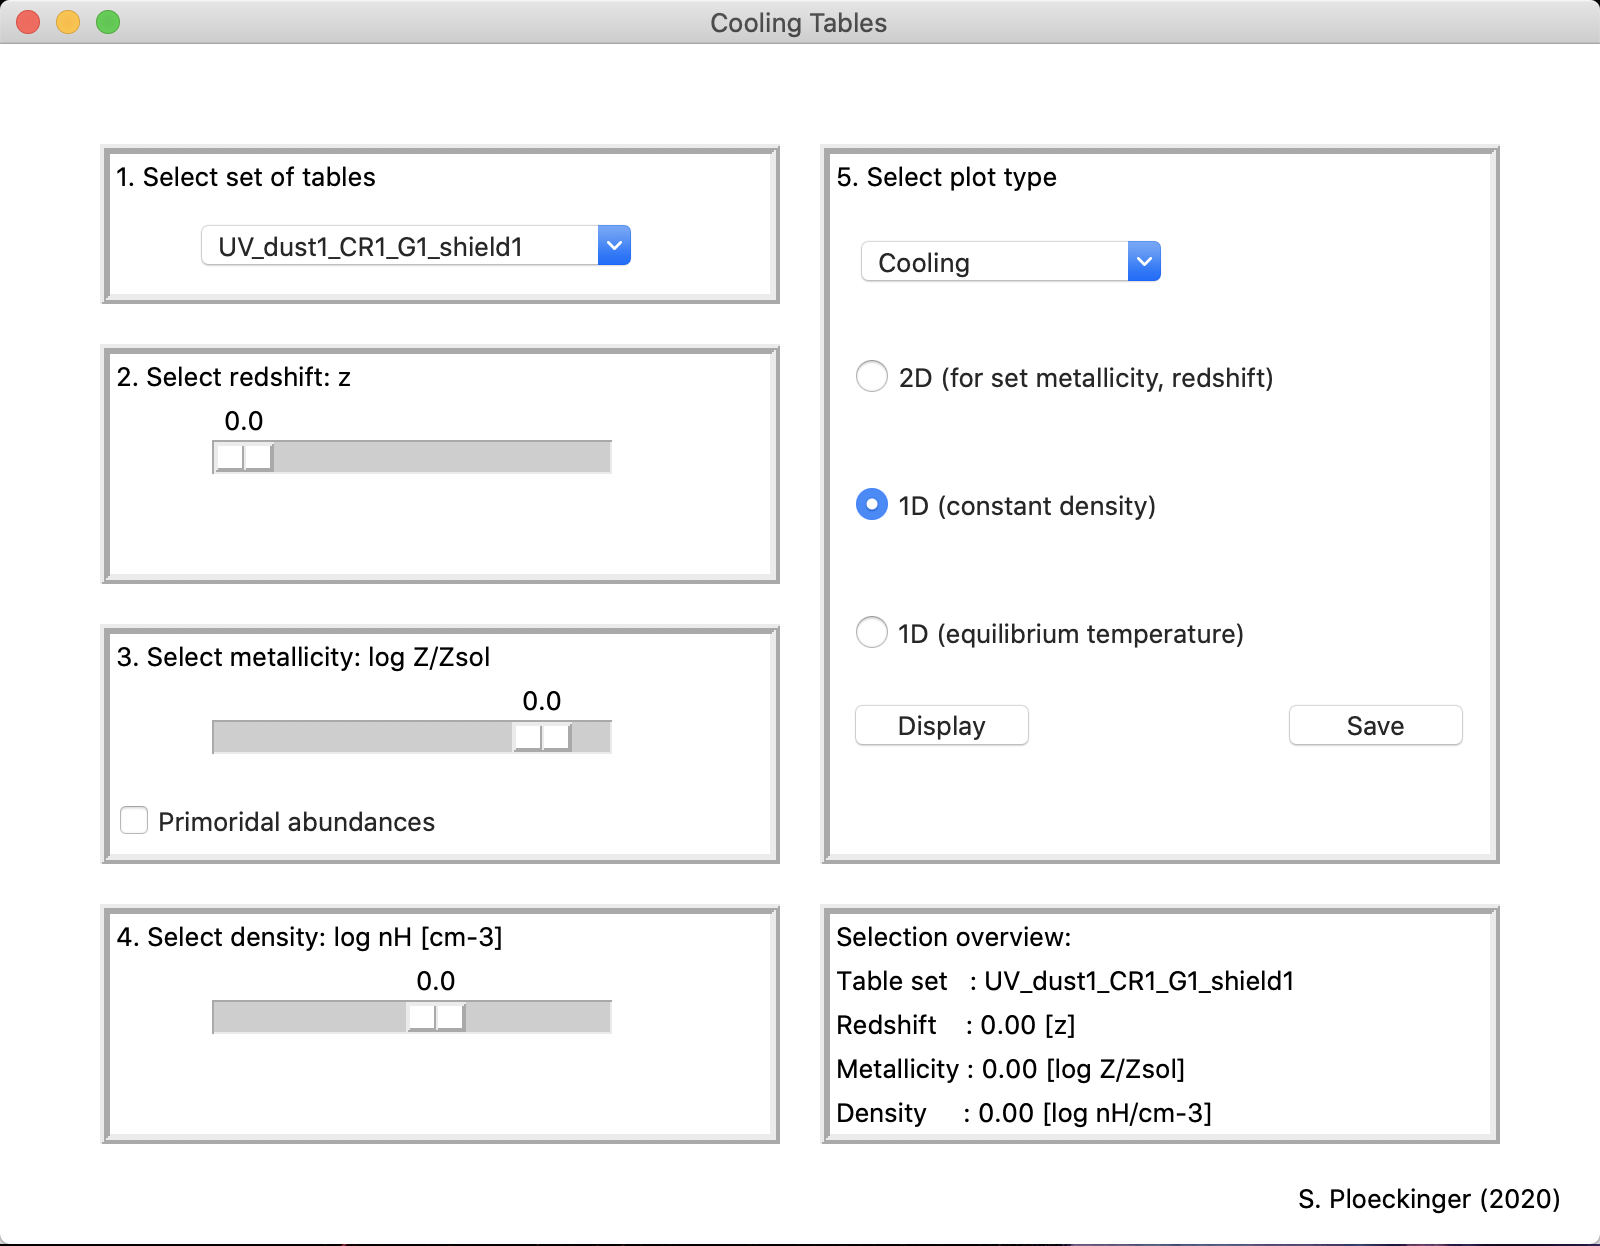 Cooling Tables
1. Select set of tables
UV_dust1_CR1_G1_shield1
2. Select redshift: z
0.0
3. Select metallicity: log Z/Zsol
0.0
Primoridal abundances
4. Select density: log nH [cm-3]
0.0
5. Select plot type
Cooling
2D (for set metallicity, redshift)
1D (constant density)
1D (equilibrium temperature)
Display
Save
Selection overview:
Table set : UV_dust1_CR1_G1_shield1
Redshift : 0.00 [z]
Metallicity : 0.00 [log Z/Zsol]
Density : 0.00 [log nH/cm-3]
S. Ploeckinger (2020)